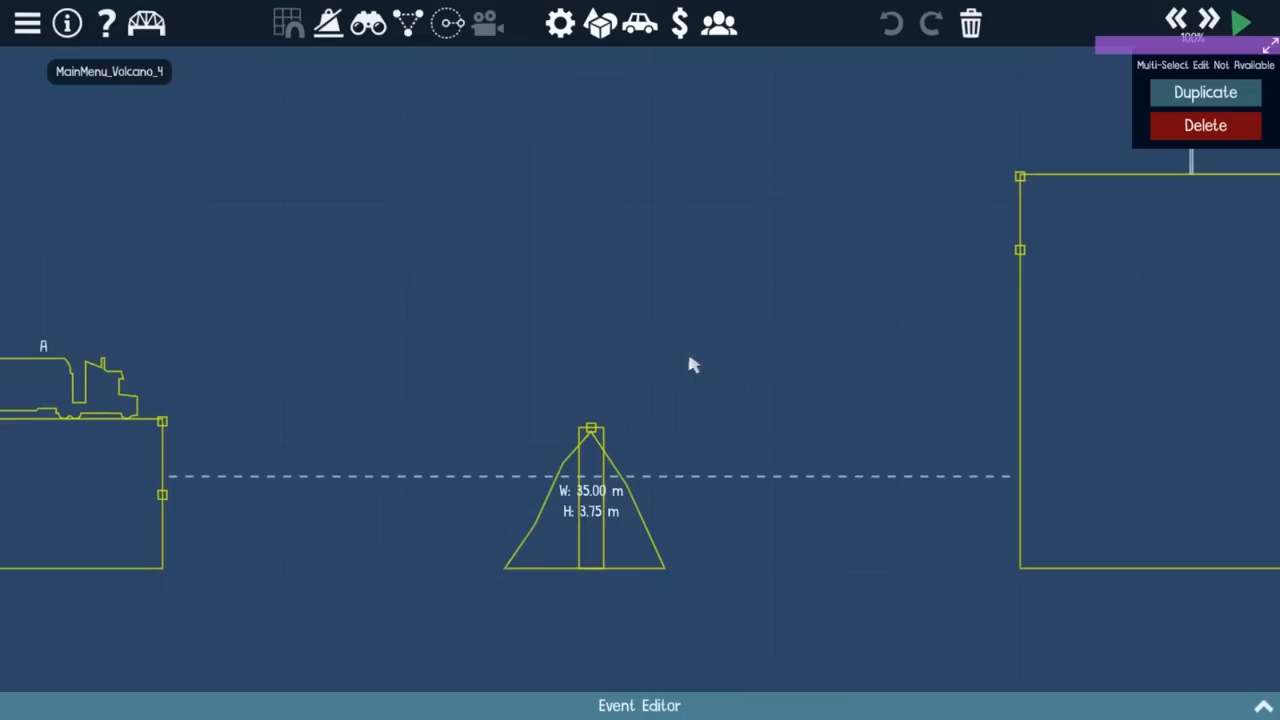 100%
MainMenu_Volcano_4
Multi-Select Edit Not Available
Duplicate
Delete
A
W: 35.00 m
H: 3.75 m
Event Editor